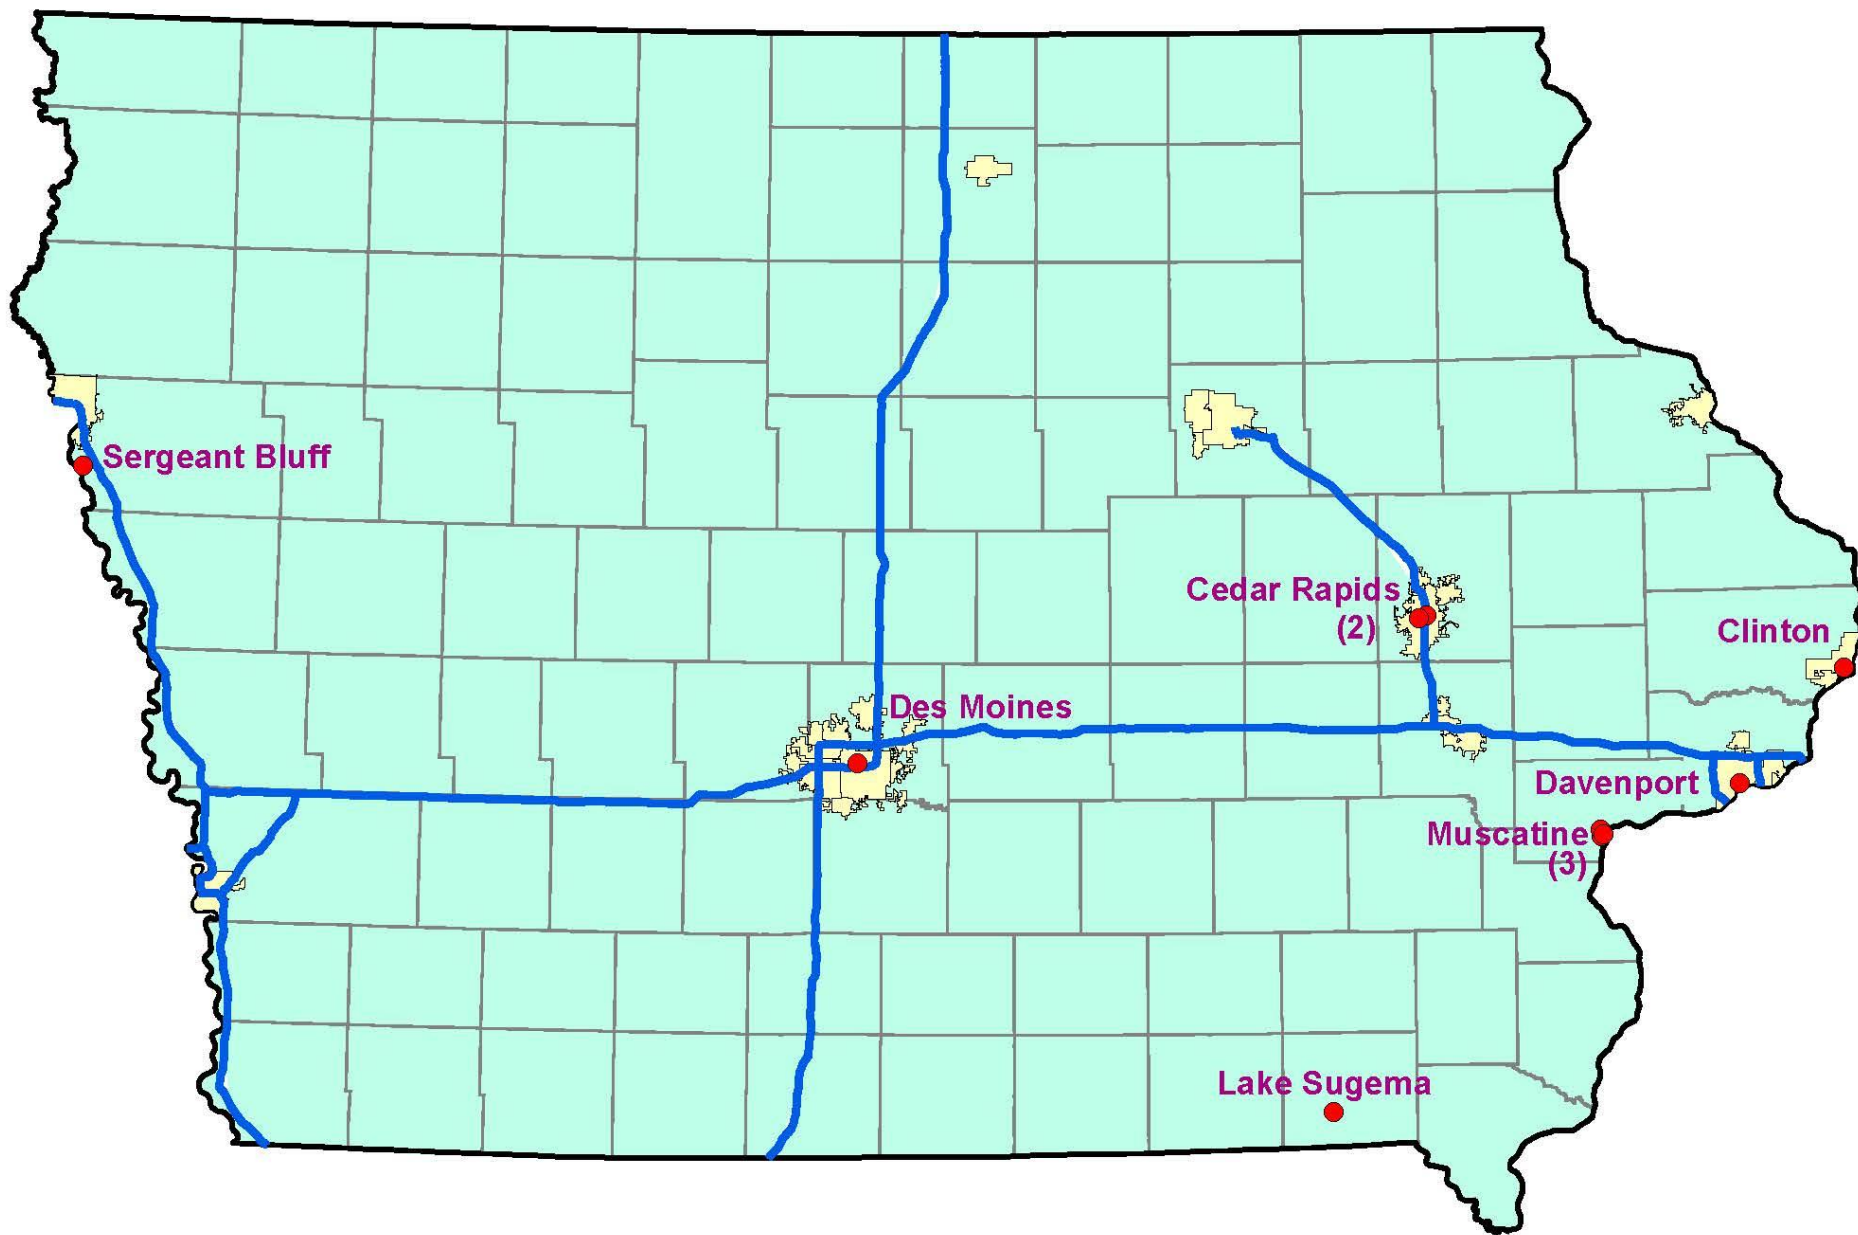 Sergeant Bluff
Cedar Rapids
(2)
Clinton
Des Moines
Davenport
Muscatine
(3)
Lake Sugema